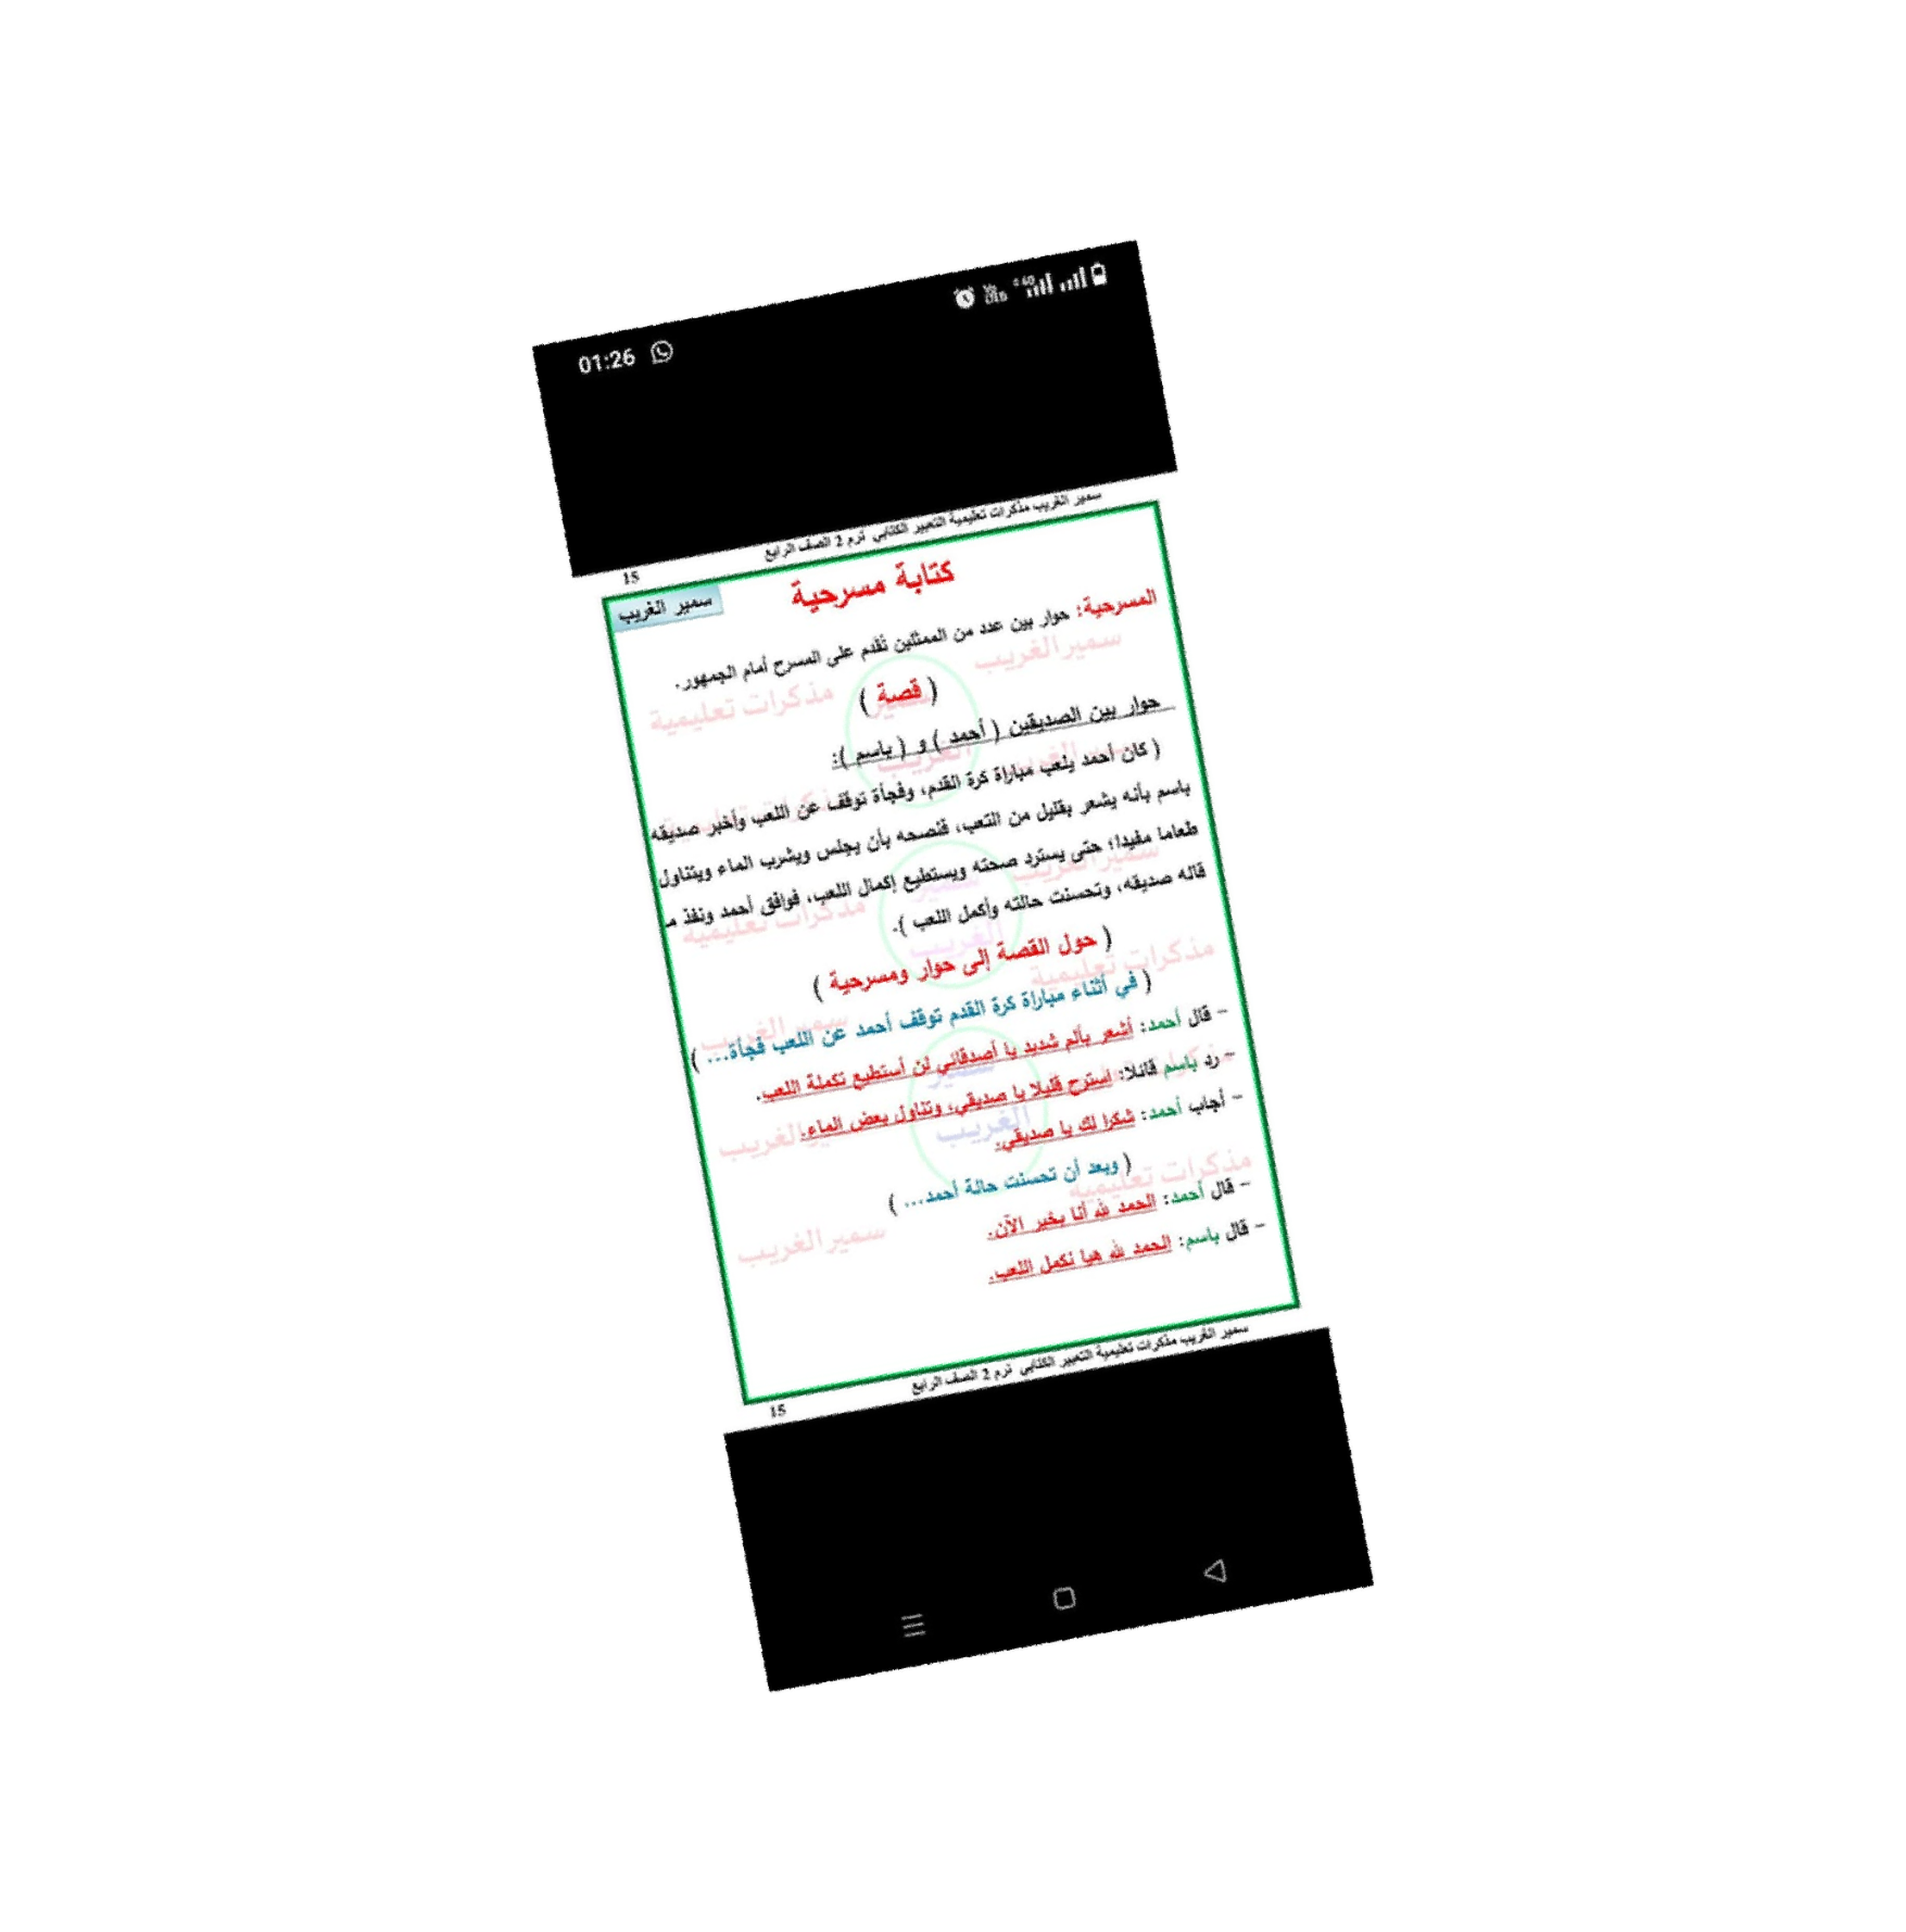 01:26
سمير الغريب مذكرات تعليمية التعبير الكتابي ترم 2 الصف الرابع
15
سمير الغريب
كتابة مسرحية
المسرحية: حوار بين عدد من الممثلين تقدم على المسرح أمام الجمهور.
( قصة )
حوار بين الصديقين ( أحمد ) و ( باسم ):
( كان أحمد يلعب مباراة كرة القدم، وفجأة توقف عن اللعب وأخبر صديقه
باسم بأنه يشعر بقليل من التعب، فنصحه بأن يجلس ويشرب الماء ويتناول
طعاما مفيدا؛ حتى يسترد صحته ويستطيع إكمال اللعب، فوافق أحمد ونفذ مـ
قاله صديقه، وتحسنت حالته وأكمل اللعب ).
( حول القصة إلى حوار ومسرحية )
( في أثناء مباراة كرة القدم توقف أحمد عن اللعب فجأة... )
- قال أحمد: أشعر بألم شديد يا أصدقائي لن أستطيع تكملة اللعب.
- رد باسم قائلا: استرح قليلا يا صديقي، وتناول بعض الماء.
- أجاب أحمد: شكرا لك يا صديقي.
( وبعد أن تحسنت حالة أحمد... )
- قال أحمد: الحمد لله أنا بخير الآن.
- قال باسم: الحمد لله هيا نكمل اللعب.
سمير الغريب مذكرات تعليمية التعبير الكتابي ترم 2 الصف الرابع
15